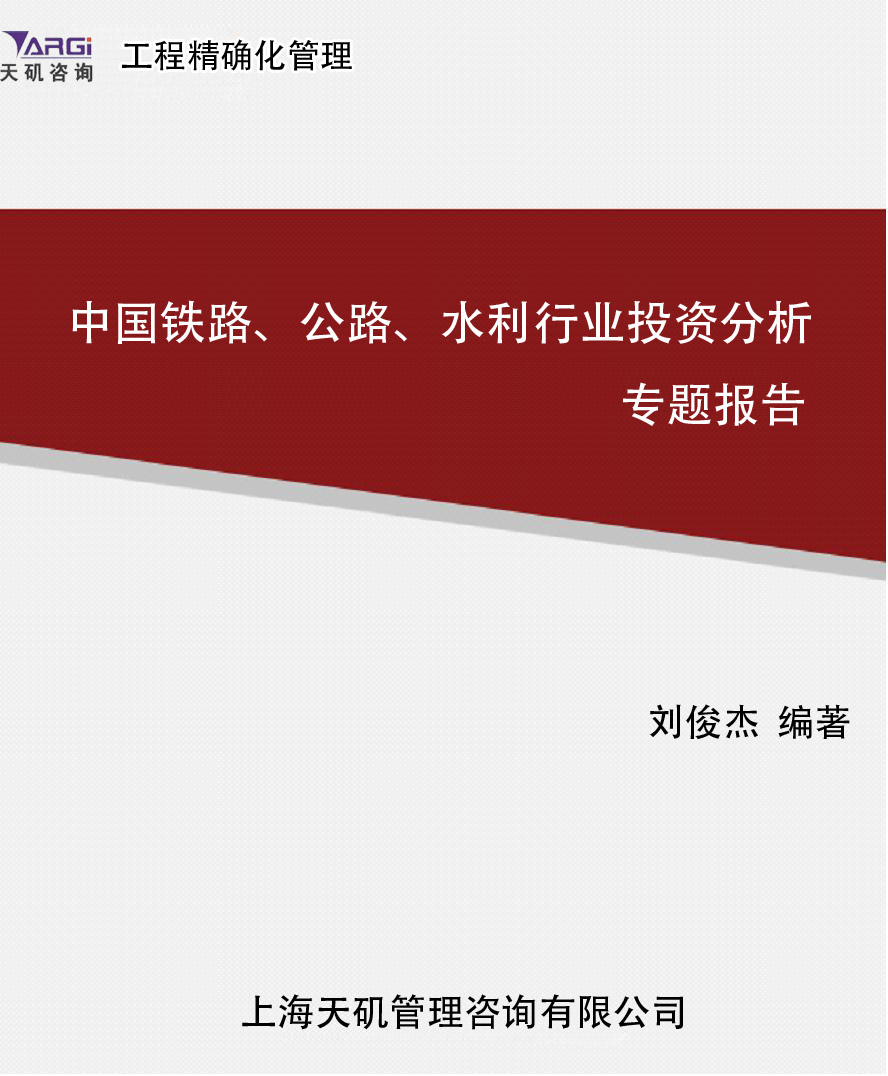 TARGi
天矶咨询
工程精确化管理
中国铁路、公路、水利行业投资分析
专题报告
刘俊杰 编著
上海天矶管理咨询有限公司